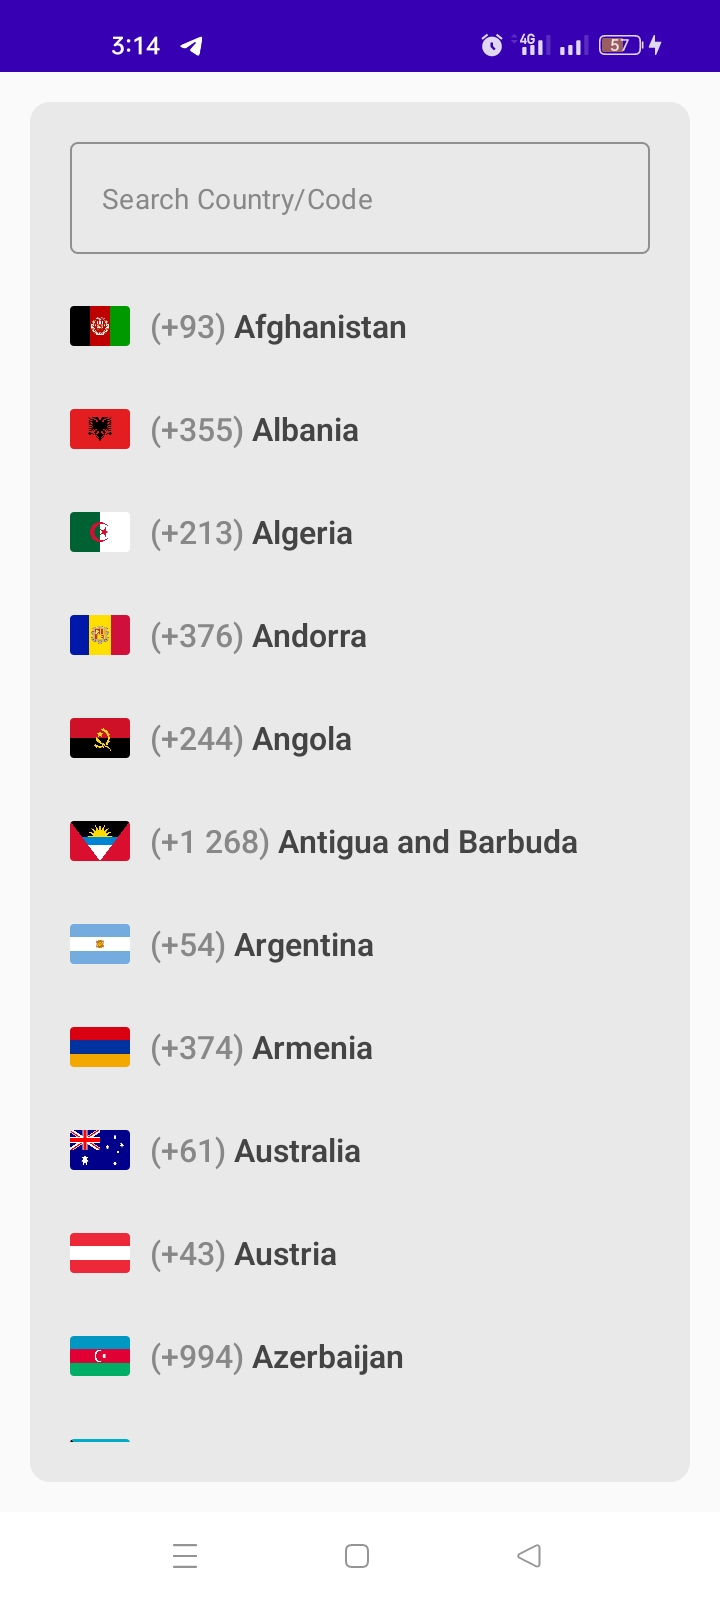 3:14
4G
57
Search Country/Code
(+93) Afghanistan
(+355) Albania
(+213) Algeria
(+376) Andorra
(+244) Angola
(+1 268) Antigua and Barbuda
(+54) Argentina
(+374) Armenia
(+61) Australia
(+43) Austria
(+994) Azerbaijan